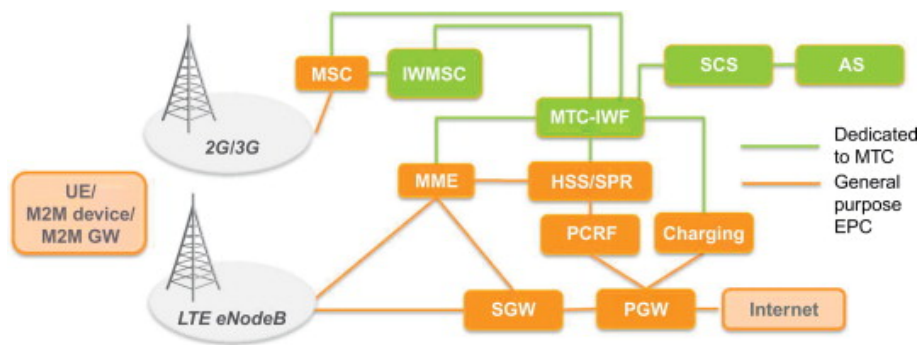 MSC
IWMSC
SCS
AS
MTC-IWF
2G/3G
Dedicated
to MTC
General
purpose
EPC
UE/
M2M device/
M2M GW
MME
HSS/SPR
PCRF
Charging
LTE eNodeB
SGW
PGW
Internet